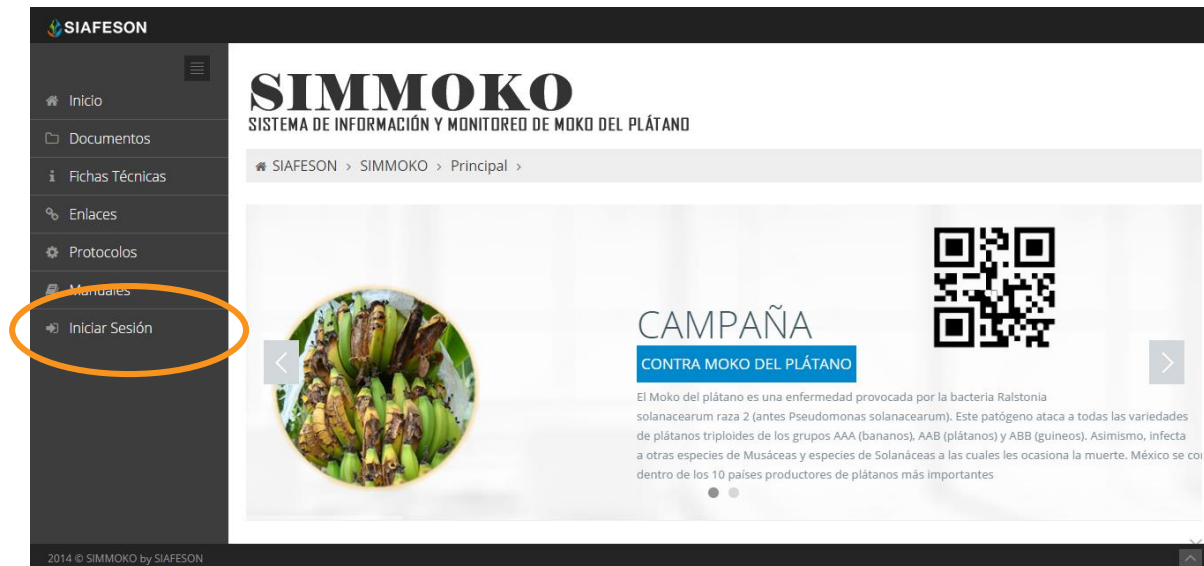 SIAFESON
Inicio
Documentos
Fichas Técnicas
Enlaces
Protocolos
Manuales
Iniciar Sesión
SIMMOKO
SISTEMA DE INFORMACIÓN Y MONITOREO DE MOKO DEL PLÁTANO
SIAFESON > SIMMOKO > Principal >
CAMPAÑA
CONTRA MOKO DEL PLÁTANO
El Moko del plátano es una enfermedad provocada por la bacteria Ralstonia
solanacearum raza 2 (antes Pseudomonas solanacearum). Este patógeno ataca a todas las variedades
de plátanos triploides de los grupos AAA (bananos), AAB (plátanos) y ABB (guineos). Asimismo, infecta
a otras especies de Musáceas y especies de Solanáceas a las cuales les ocasiona la muerte. México se
dentro de los 10 países productores de plátanos más importantes
2014 © SIMMOKO by SIAFESON